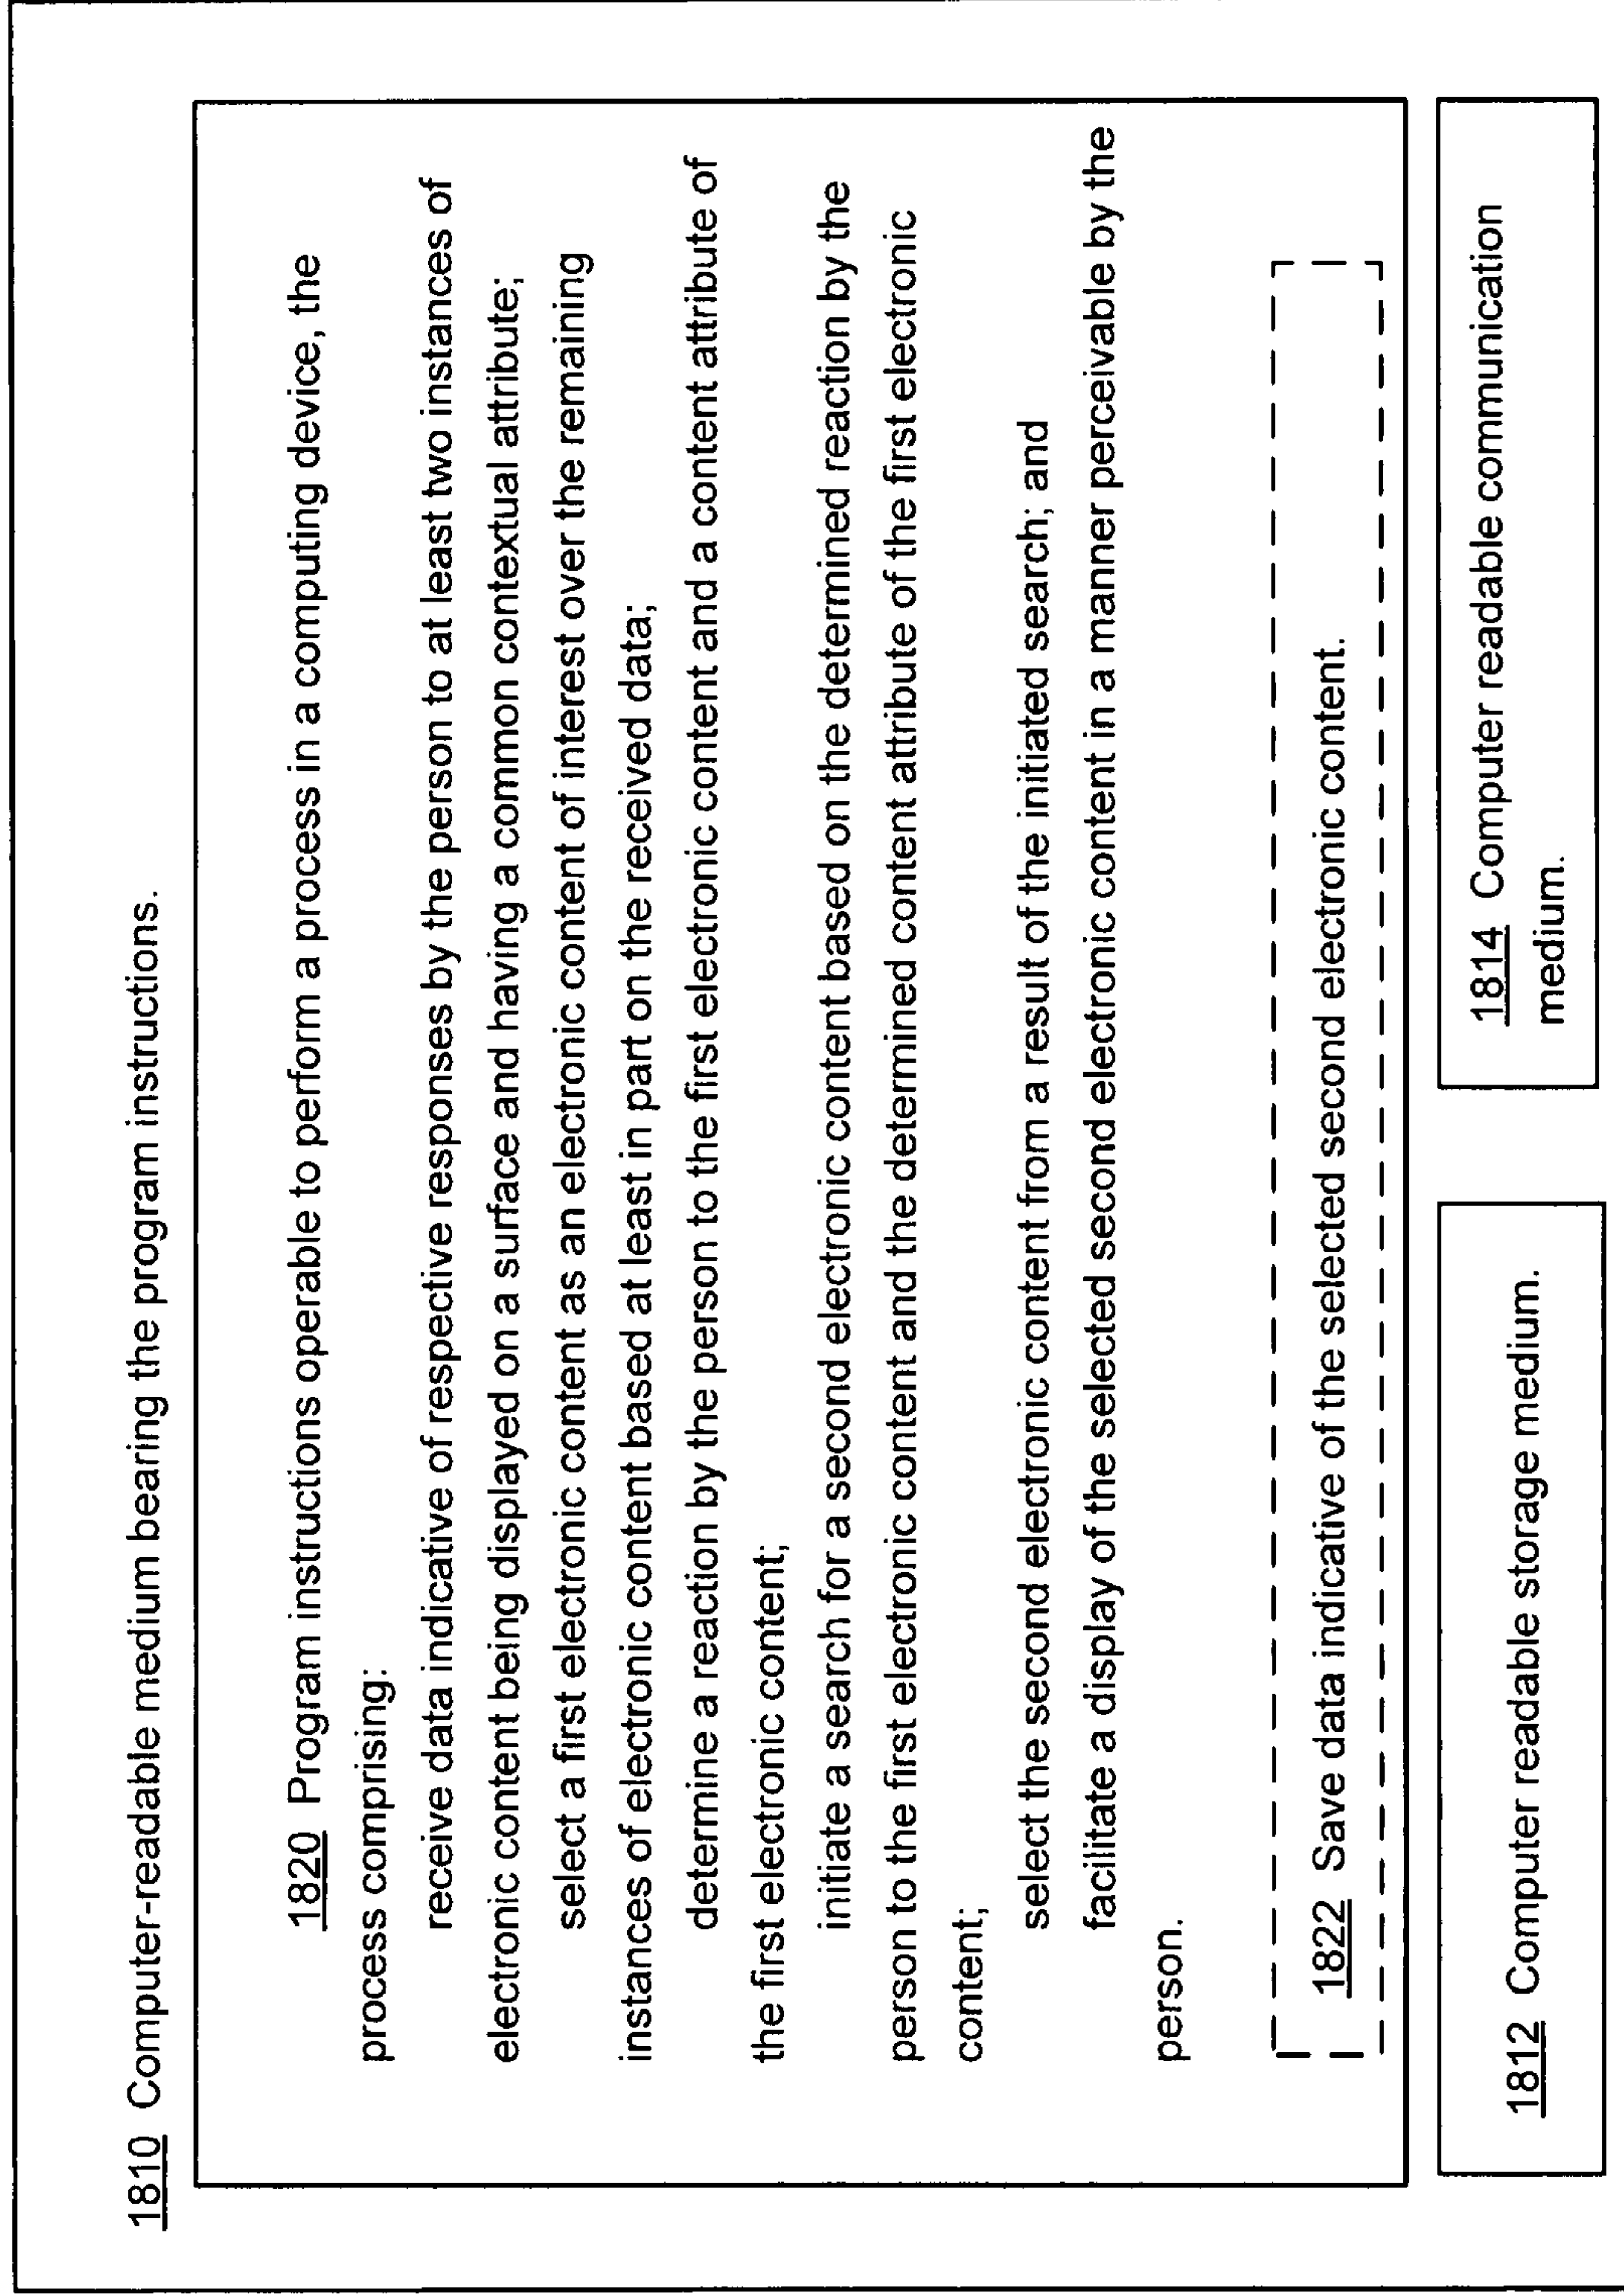 1810 Computer-readable medium bearing the program instructions.
1820 Program instructions operable to perform a process in a computing device, the
process comprising:
receive data indicative of respective responses by the person to at least two instances of
electronic content being displayed on a surface and having a common contextual attribute;
select a first electronic content as an electronic content of interest over the remaining
instances of electronic content based at least in part on the received data;
determine a reaction by the person to the first electronic content and a content attribute of
the first electronic content;
initiate a search for a second electronic content based on the determined reaction by the
person to the first electronic content and the determined content attribute of the first electronic
content;
select the second electronic content from a result of the initiated search; and
facilitate a display of the selected second electronic content in a manner perceivable by the
person.
1822 Save data indicative of the selected second electronic content.
1812 Computer readable storage medium.
1814 Computer readable communication
medium.